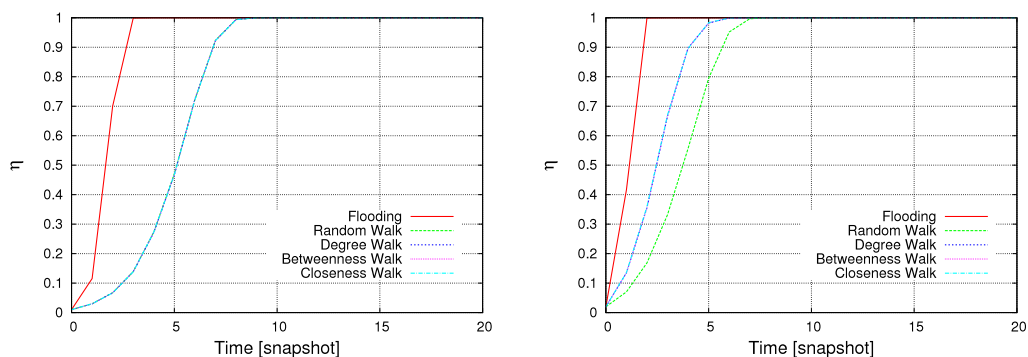 1
0.9
0.8
0.7
0.6
0.5
0.4
0.3
0.2
0.1
0
η
0 5 10 15 20
Time [snapshot]
Flooding
Random Walk
Degree Walk
Betweenness Walk
Closeness Walk
1
0.9
0.8
0.7
0.6
0.5
0.4
0.3
0.2
0.1
0
η
0 5 10 15 20
Time [snapshot]
Flooding
Random Walk
Degree Walk
Betweenness Walk
Closeness Walk